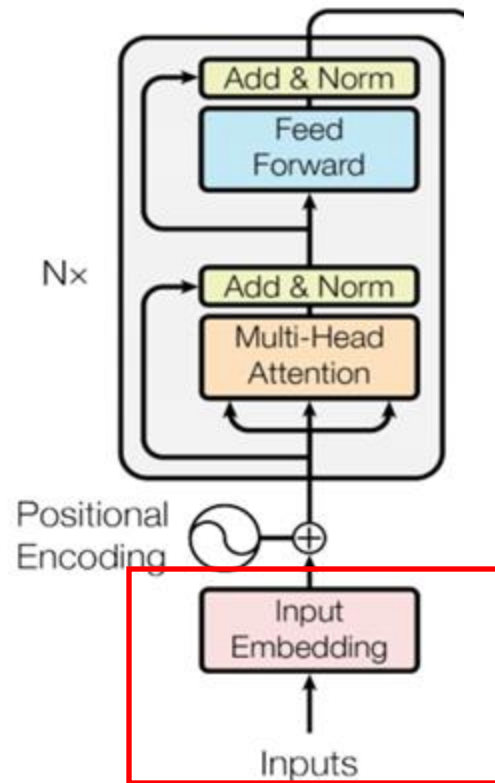 Add & Norm
Feed
Forward
N×
Add & Norm
Multi-Head
Attention
Positional
Encoding
Input
Embedding
Inputs